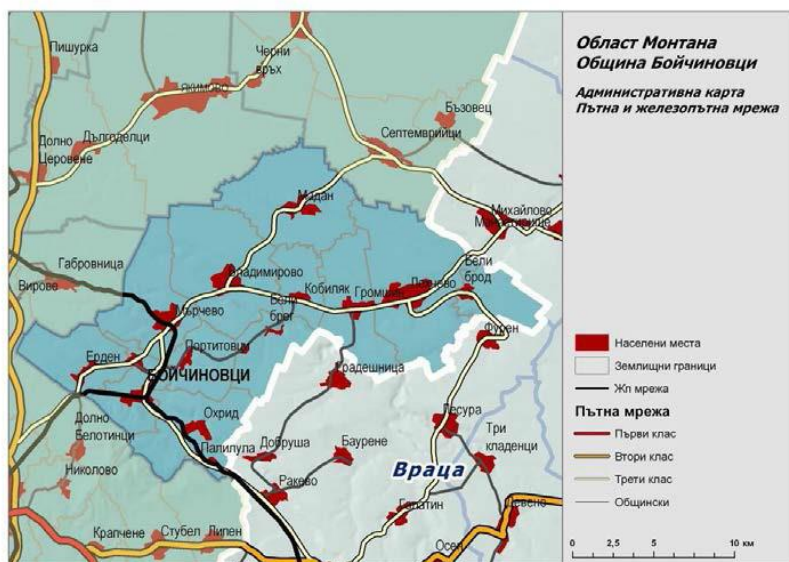 Област Монтана
Община Бойчиновци
Административна карта
Пътна и железопътна мрежа
Пишурка
Черни
връх
ЯКИМОВО
Бъзовец
Септемврийци
Долно
Церовене
Дългоделци
Мадан
Михайлово
Габровница
Вирове
Владимирово
Кобиляк
Бели
брег
Громшин
Лехчево
Бели
брод
Мърчево
Фурен
Портитовци
Ерден
БОЙЧИНОВЦИ
Градешница
Охрид
Долно
Белотинци
Палилула
Добруша
Баурене
Лесура
Три
кладенци
Враца
Николово
Ракево
Галатин
Девене
Крапчене
Стубел
Липен
Осен
Населени места
Землищни граници
Жп мрежа
Пътна мрежа
Първи клас
Втори клас
Трети клас
Общински
0 2,5 5 10 км